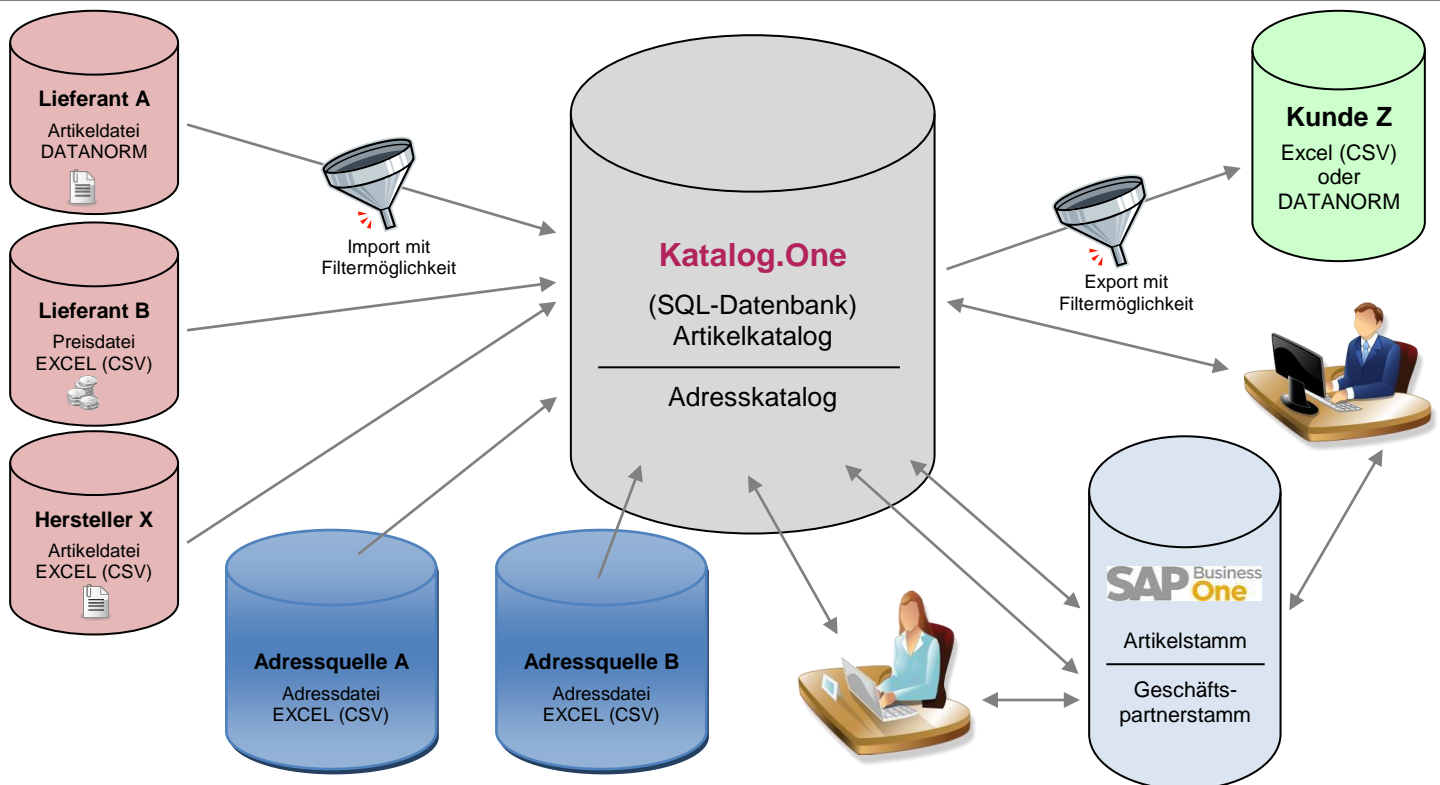 Lieferant A
Artikeldatei
DATANORM
Lieferant B
Preisdatei
EXCEL (CSV)
Hersteller X
Artikeldatei
EXCEL (CSV)
Import mit
Filtermöglichkeit
Adressquelle A
Adressdatei
EXCEL (CSV)
Adressquelle B
Adressdatei
EXCEL (CSV)
Katalog.One
(SQL-Datenbank)
Artikelkatalog
Adresskatalog
Export mit
Filtermöglichkeit
Kunde Z
Excel (CSV)
oder
DATANORM
SAP Business
One
Artikelstamm
Geschäfts-
partnerstamm